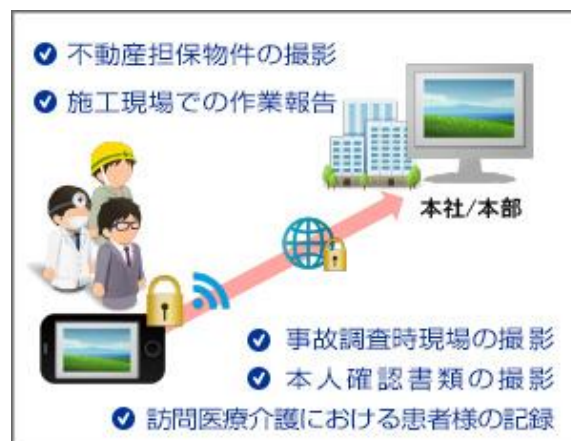 不動産担保物件の撮影
施工現場での作業報告
本社/本部
事故調査時現場の撮影
本人確認書類の撮影
訪問医療介護における患者様の記録